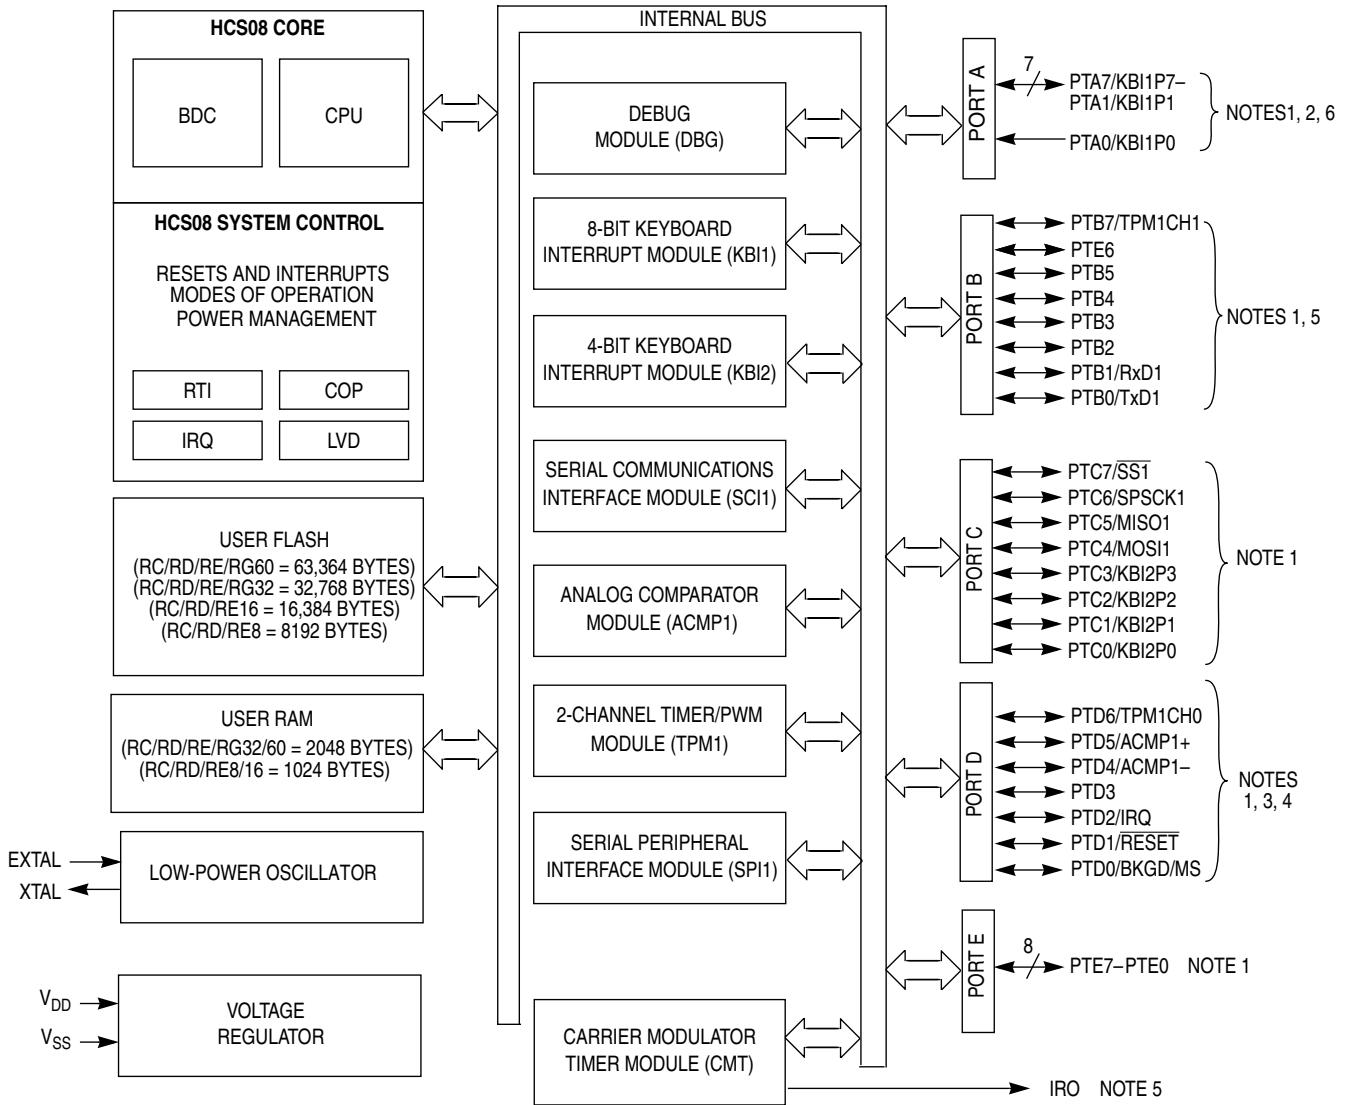 HCS08 CORE
BDC
CPU
HCS08 SYSTEM CONTROL
RESETS AND INTERRUPTS
MODES OF OPERATION
POWER MANAGEMENT
RTI
COP
IRQ
LVD
USER FLASH
(RC/RD/RE/RG60 = 63,364 BYTES)
(RC/RD/RE/RG32 = 32,768 BYTES)
(RC/RD/RE16 = 16,384 BYTES)
(RC/RD/RE8 = 8192 BYTES)
USER RAM
(RC/RD/RE/RG32/60 = 2048 BYTES)
(RC/RD/RE8/16 = 1024 BYTES)
EXTAL
XTAL
LOW-POWER OSCILLATOR
VDD
VSS
VOLTAGE
REGULATOR
INTERNAL BUS
DEBUG
MODULE (DBG)
8-BIT KEYBOARD
INTERRUPT MODULE (KBI1)
4-BIT KEYBOARD
INTERRUPT MODULE (KBI2)
SERIAL COMMUNICATIONS
INTERFACE MODULE (SCI1)
ANALOG COMPARATOR
MODULE (ACMP1)
2-CHANNEL TIMER/PWM
MODULE (TPM1)
SERIAL PERIPHERAL
INTERFACE MODULE (SPI1)
CARRIER MODULATOR
TIMER MODULE (CMT)
PORT A
7
PTA7/KBI1P7–
PTA1/KBI1P1
PTA0/KBI1P0
NOTES1, 2, 6
PORT B
PTB7/TPM1CH1
PTE6
PTB5
PTB4
PTB3
PTB2
PTB1/RxD1
PTB0/TxD1
NOTES 1, 5
PORT C
PTC7/SS1
PTC6/SPSCK1
PTC5/MISO1
PTC4/MOSI1
PTC3/KBI2P3
PTC2/KBI2P2
PTC1/KBI2P1
PTC0/KBI2P0
NOTE 1
PORT D
PTD6/TPM1CH0
PTD5/ACMP1+
PTD4/ACMP1–
PTD3
PTD2/IRQ
PTD1/RESET
PTD0/BKGD/MS
NOTES
1, 3, 4
PORT E
8
PTE7–PTE0 NOTE 1
IRO NOTE 5